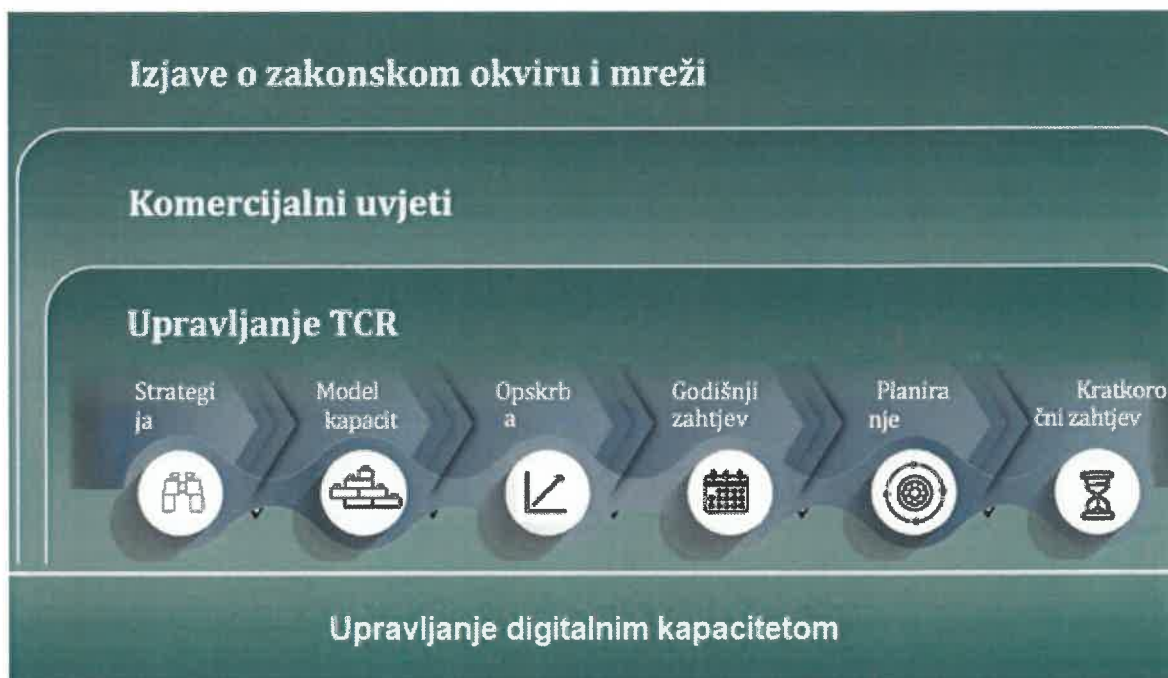 Izjave o zakonskom okviru i mreži
Komercijalni uvjeti
Upravljanje TCR
Strategi
ja
Model
kapacit
Opskrb
a
Godišnji
zahtjev
Planira
nje
Kratkoro
čni zahtjev
Upravljanje digitalnim kapacitetom